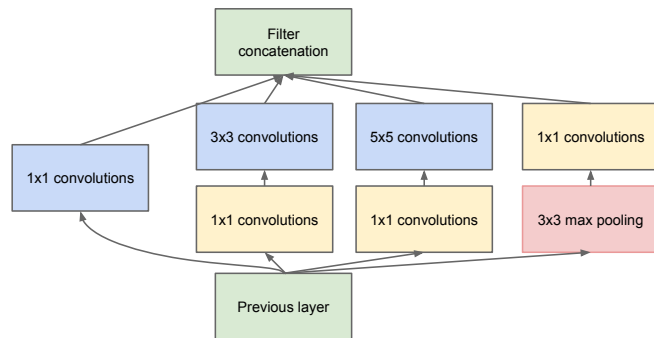 Filter
concatenation
3x3 convolutions
5x5 convolutions
1x1 convolutions
1x1 convolutions
1x1 convolutions
1x1 convolutions
3x3 max pooling
Previous layer